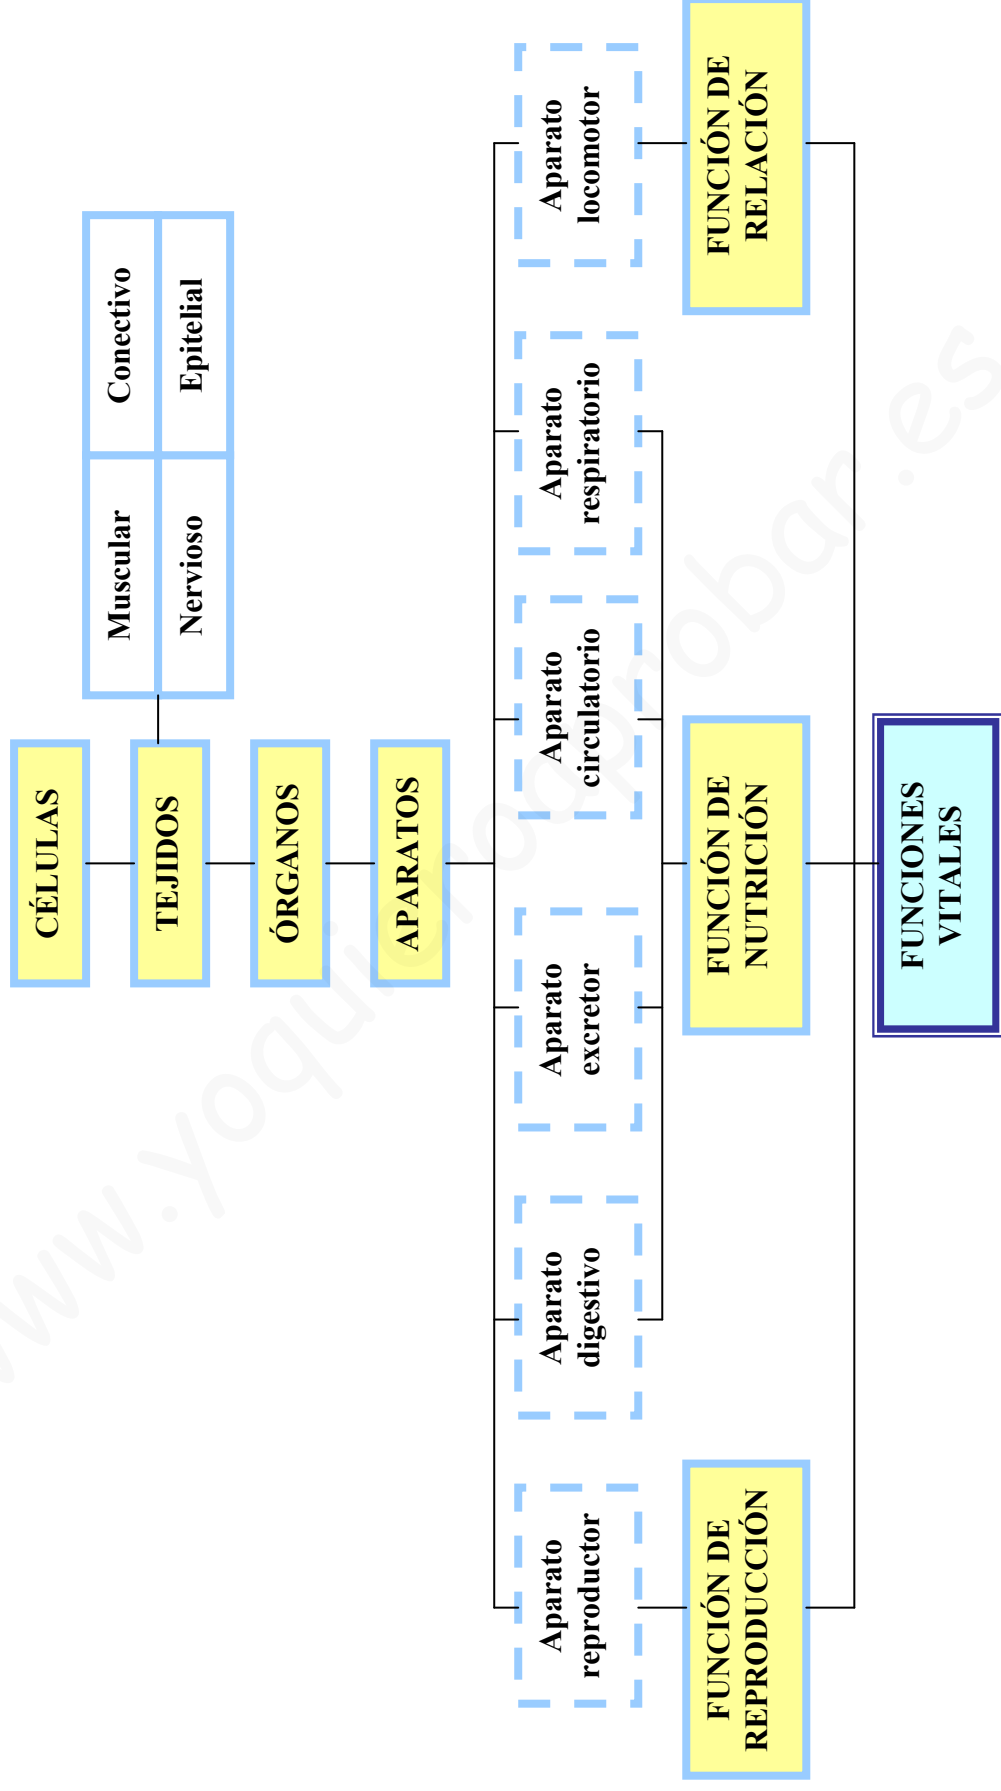 CÉLULAS
TEJIDOS
Muscular
Conectivo
Nervioso
Epitelial
ÓRGANOS
APARATOS
Aparato
reproductor
Aparato
digestivo
Aparato
excretor
Aparato
circulatorio
Aparato
respiratorio
Aparato
locomotor
FUNCIÓN DE
REPRODUCCIÓN
FUNCIÓN DE
NUTRICIÓN
FUNCIÓN DE
RELACIÓN
FUNCIONES
VITALES
www.yoquieroaprobar.es